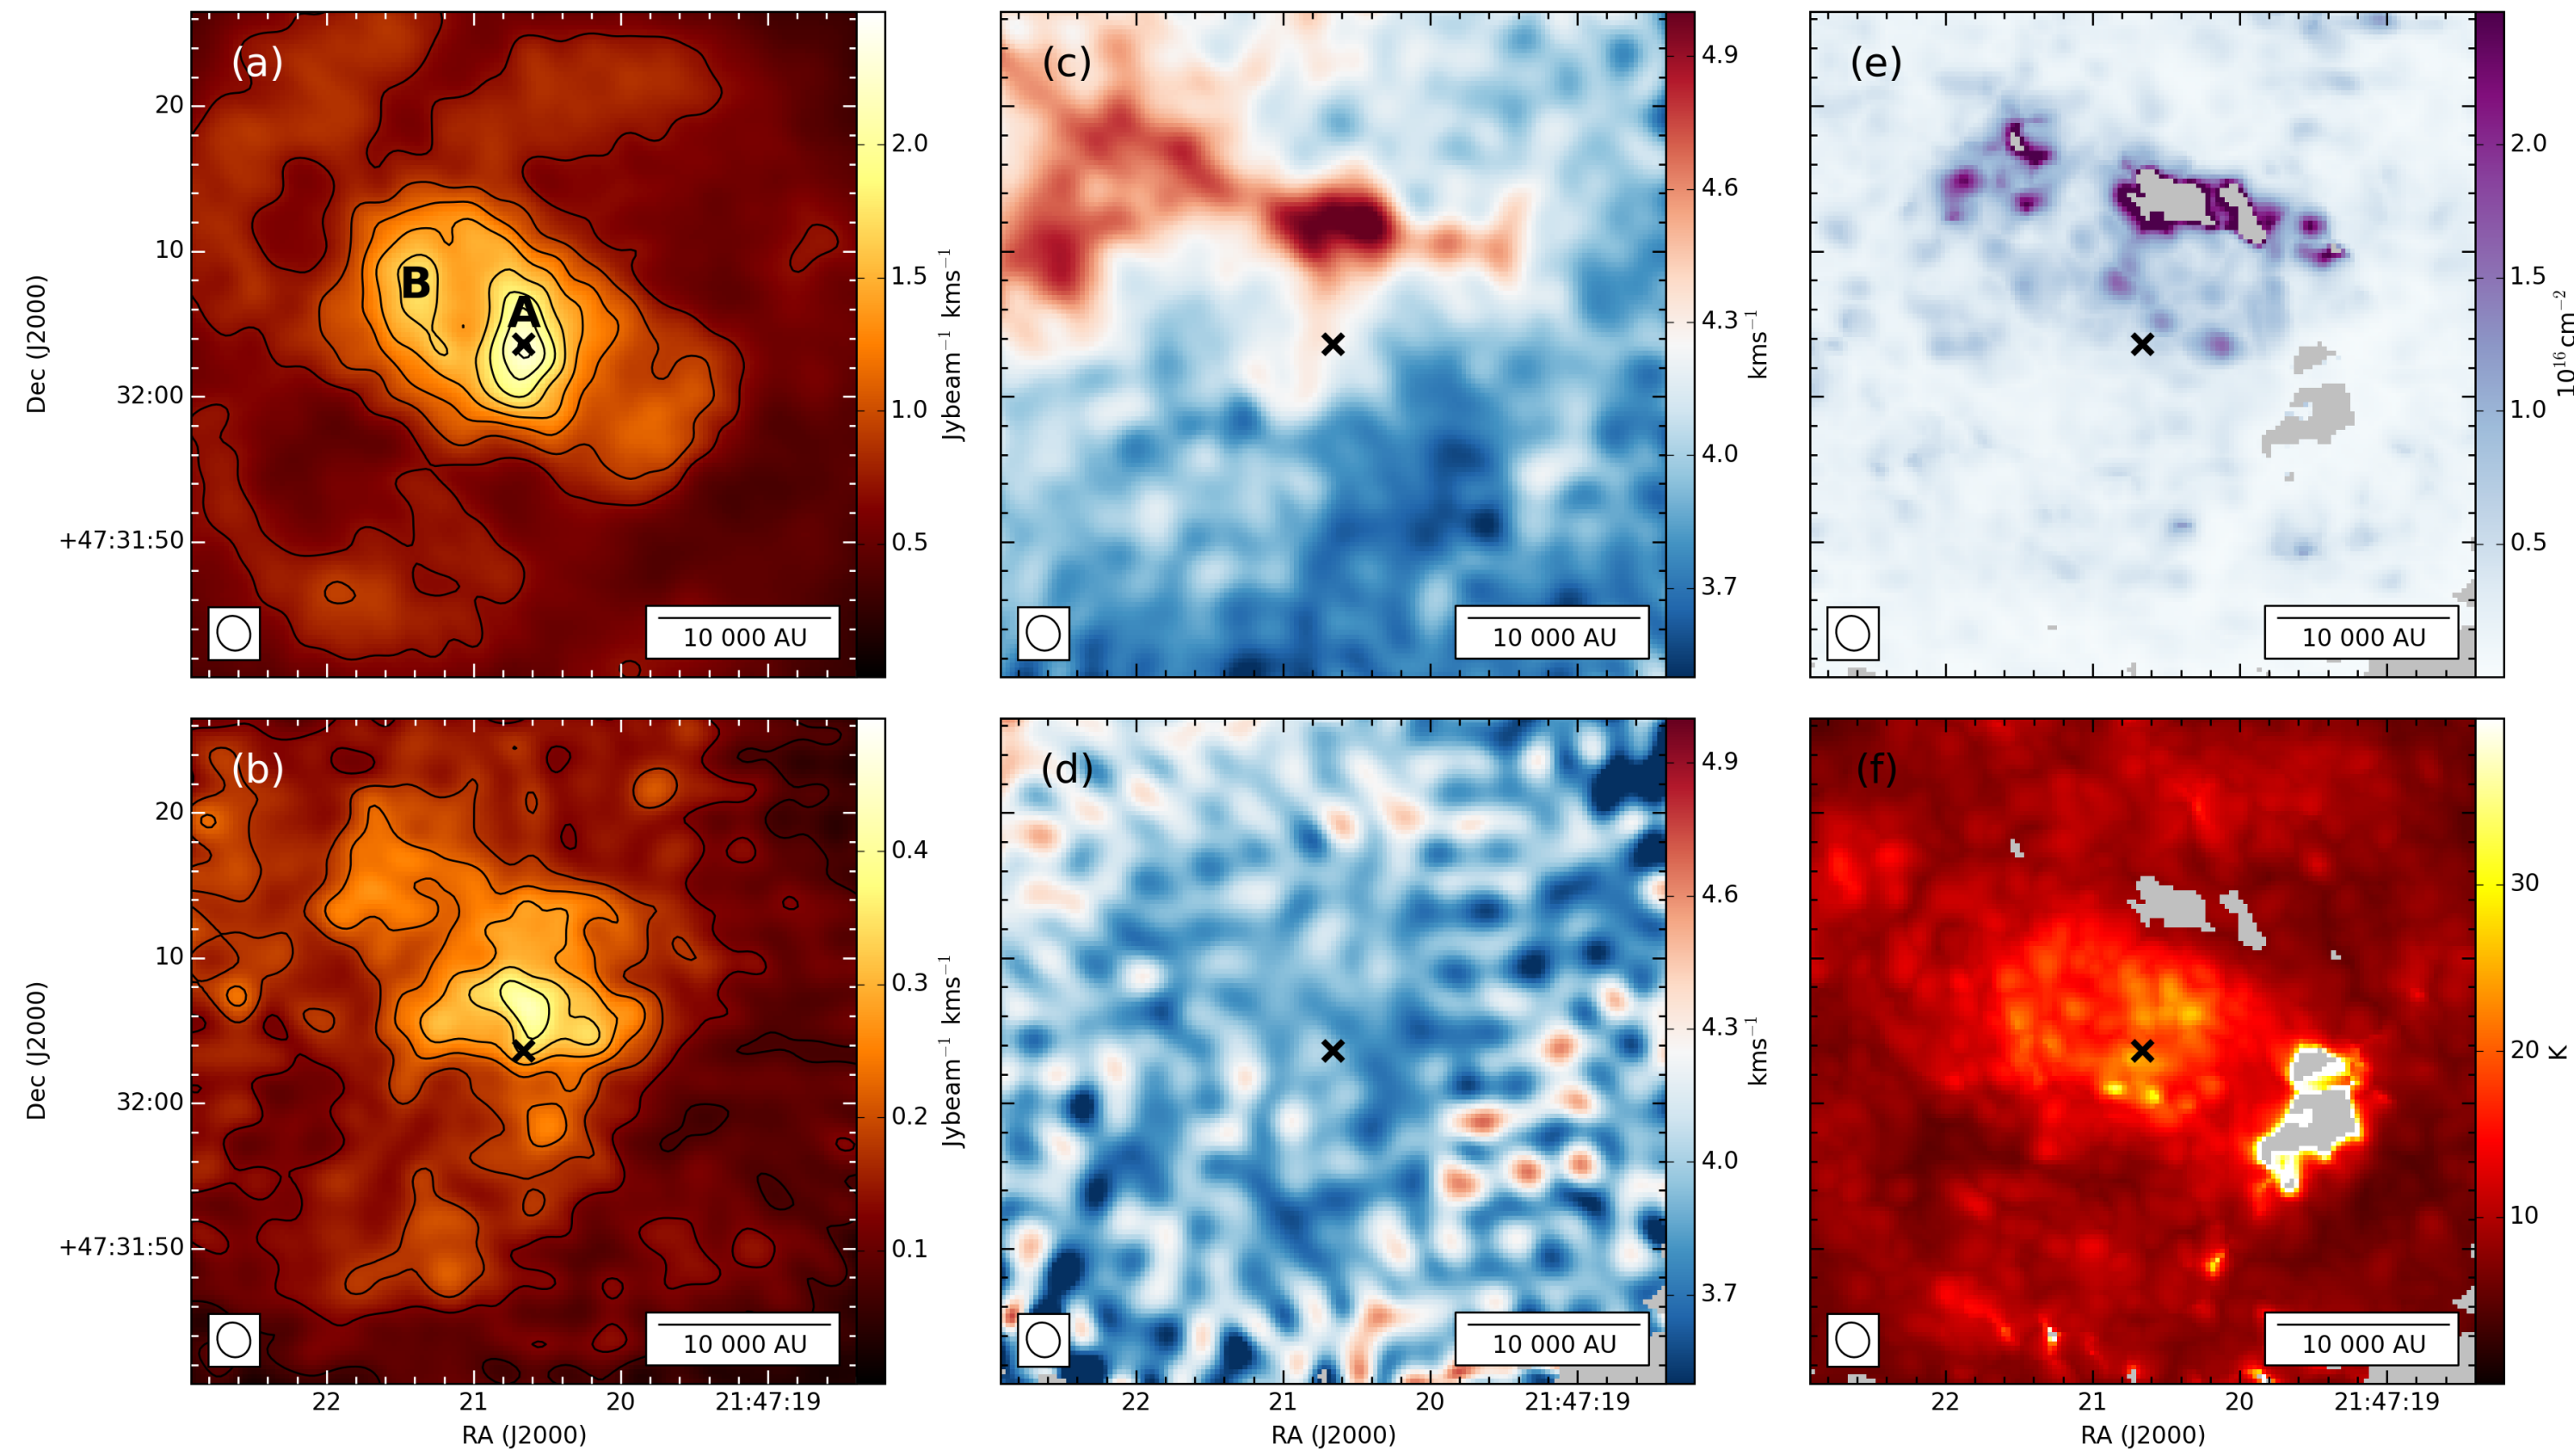 (a)
B
A
10 000 AU
20
10
32:00
+47:31:50
Dec (J2000)
2.0
1.5
1.0
0.5
Jybeam⁻¹ kms⁻¹
(c)
10 000 AU
4.9
4.6
4.3
4.0
3.7
kms⁻¹
(e)
10 000 AU
2.0
1.5
1.0
0.5
10¹⁶ cm⁻²
(b)
10 000 AU
20
10
32:00
+47:31:50
Dec (J2000)
22 21 20 21:47:19
RA (J2000)
0.4
0.3
0.2
0.1
Jybeam⁻¹ kms⁻¹
(d)
10 000 AU
22 21 20 21:47:19
RA (J2000)
4.9
4.6
4.3
4.0
3.7
kms⁻¹
(f)
10 000 AU
22 21 20 21:47:19
RA (J2000)
30
20
10
K